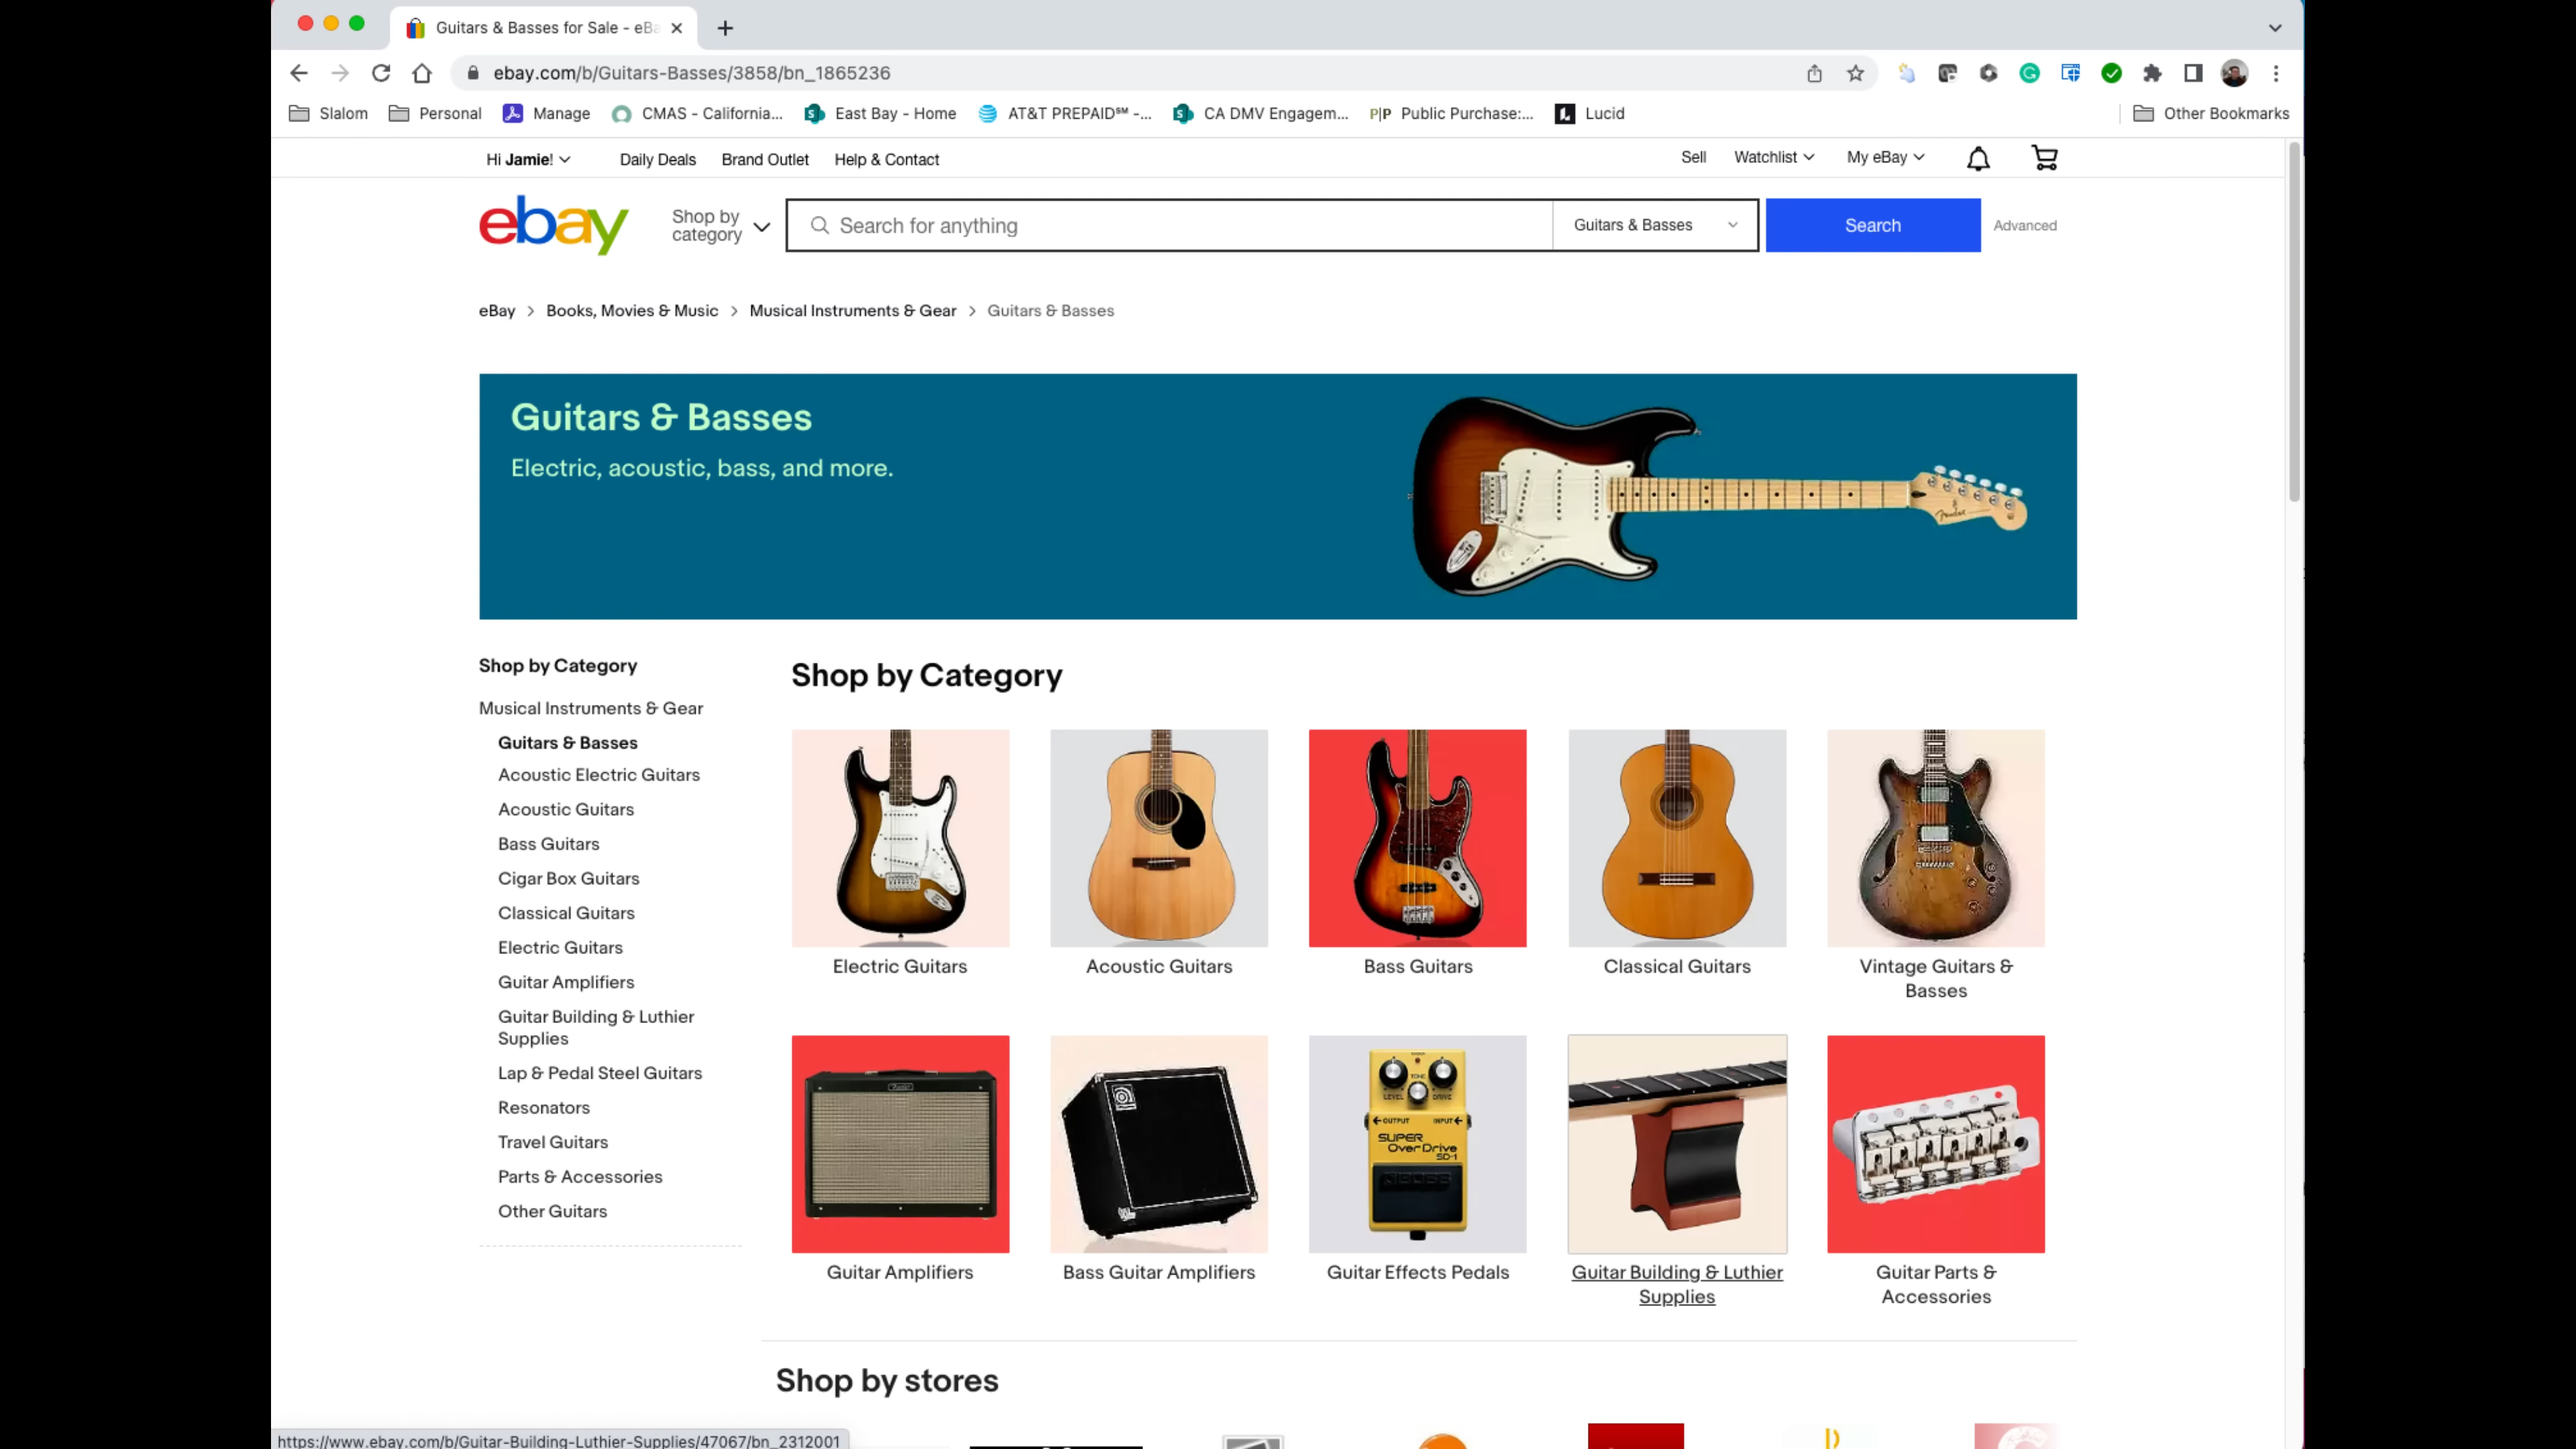 Guitars & Basses for Sale - eBa
ebay.com/b/Guitars-Basses/3858/bn_1865236
Slalom Personal Manage CMAS - California... East Bay - Home AT&T PREPAID℠ -... CA DMV Engagem... P|P Public Purchase:... Lucid Other Bookmarks
Hi Jamie! Daily Deals Brand Outlet Help & Contact Sell Watchlist My eBay
ebay Shop by category Search for anything Guitars & Basses Search Advanced
eBay > Books, Movies & Music > Musical Instruments & Gear > Guitars & Basses
Guitars & Basses
Electric, acoustic, bass, and more.
Fender
Shop by Category
Musical Instruments & Gear
Guitars & Basses
Acoustic Electric Guitars
Acoustic Guitars
Bass Guitars
Cigar Box Guitars
Classical Guitars
Electric Guitars
Guitar Amplifiers
Guitar Building & Luthier
Supplies
Lap & Pedal Steel Guitars
Resonators
Travel Guitars
Parts & Accessories
Other Guitars
Shop by Category
Electric Guitars
Acoustic Guitars
Bass Guitars
Classical Guitars
Vintage Guitars &
Basses
Guitar Amplifiers
Bass Guitar Amplifiers
TONE
LEVEL DRIVE
OUTPUT INPUT
SUPER
OverDrive
SD-1
BOSS
Guitar Effects Pedals
Guitar Building & Luthier
Supplies
Guitar Parts &
Accessories
Shop by stores
https://www.ebay.com/b/Guitar-Building-Luthier-Supplies/47067/bn_2312001